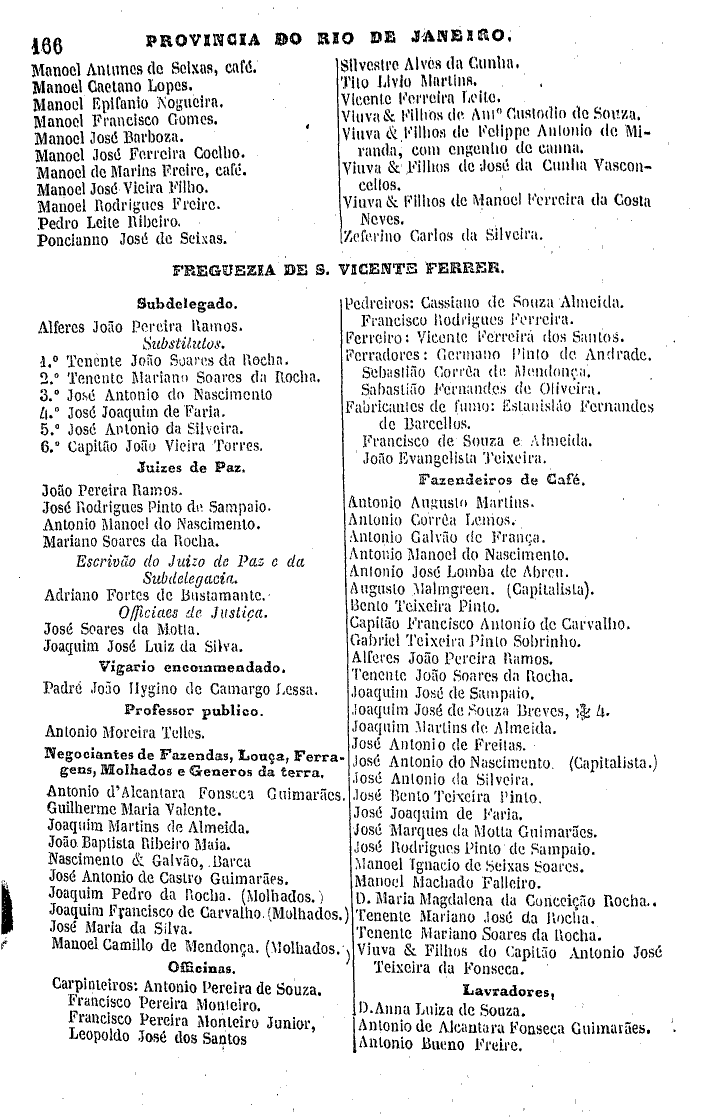 166
PROVINCIA DO RIO DE JANEIRO.
Manoel Antunes de Seixas, café.
Manoel Caetano Lopes.
Manoel Epifanio Nogueira.
Manoel Francisco Gomes.
Manoel José Barboza.
Manoel José Ferreira Coelho.
Manoel de Marins Freire, café.
Manoel José Vieira Filho.
Manoel Rodrigues Freire.
Pedro Leite Ribeiro.
Poncianno José de Seixas.
Silvestre Alves da Cunha.
Tito Livio Martins.
Vicente Ferreira Leite.
Viuva & Filhos de Amº Custodio de Souza.
Viuva & Filhos de Felippe Antonio de Mi-
randa, com engenho de canna.
Viuva & Filhos de José da Cunha Vascon-
cellos.
Viuva & Filhos de Manoel Ferreira da Costa
Neves.
Zeferino Carlos da Silveira.
FREGUEZIA DE S. VICENTE FERRER.
Subdelegado.
Alferes João Pereira Ramos.
Substitutos.
1.º Tenente João Soares da Rocha.
2.º Tenente Mariano Soares da Rocha.
3.º José Antonio do Nascimento
4.º José Joaquim de Faria.
5.º José Antonio da Silveira.
6.º Capitão João Vieira Torres.
Juizes de Paz.
João Pereira Ramos.
José Rodrigues Pinto de Sampaio.
Antonio Manoel do Nascimento.
Mariano Soares da Rocha.
Escrivão do Juizo de Paz e da
Subdelegacia.
Adriano Fortes de Bustamante.
Officiaes de Justiça.
José Soares da Motta.
Joaquim José Luiz da Silva.
Vigario encommendado.
Padre João Hygino de Camargo Lessa.
Professor publico.
Antonio Moreira Telles.
Negociantes de Fazendas, Louça, Ferra-
gens, Molhados e Generos da terra.
Antonio d'Alcantara Fonseca Guimarães.
Guilherme Maria Valente.
Joaquim Martins de Almeida.
João Baptista Ribeiro Maia.
Nascimento & Galvão, Barca
José Antonio de Castro Guimarães.
Joaquim Pedro da Rocha. (Molhados.)
Joaquim Francisco de Carvalho. (Molhados.)
José Maria da Silva.
Manoel Camillo de Mendonça. (Molhados.)
Officinas.
Carpinteiros: Antonio Pereira de Souza.
Francisco Pereira Monteiro.
Francisco Pereira Monteiro Junior,
Leopoldo José dos Santos
Pedreiros: Cassiano de Souza Almeida.
Francisco Rodrigues Ferreira.
Ferreiro: Vicente Ferreira dos Santos.
Ferradores: Germano Pinto de Andrade.
Sebastião Corrêa de Mendonça.
Sabastião Fernandes de Oliveira.
Fabricantes de fumo: Estanisláo Fernandes
de Barcellos.
Francisco de Souza e Almeida.
João Evangelista Teixeira.
Fazendeiros de Café.
Antonio Augusto Martins.
Antonio Corrêa Lemos.
Antonio Galvão de França.
Antonio Manoel do Nascimento.
Antonio José Lomba de Abreu.
Augusto Malmgreen. (Capitalista).
Bento Teixeira Pinto.
Capitão Francisco Antonio de Carvalho.
Gabriel Teixeira Pinto Sobrinho.
Alferes João Pereira Ramos.
Tenente João Soares da Rocha.
Joaquim José de Sampaio.
Joaquim José de Souza Breves, 4.
Joaquim Martins de Almeida.
José Antonio de Freitas.
José Antonio do Nascimento. (Capitalista.)
José Antonio da Silveira.
José Bento Teixeira Pinto.
José Joaquim de Faria.
José Marques da Motta Guimarães.
José Rodrigues Pinto de Sampaio.
Manoel Ignacio de Seixas Soares.
Manoel Machado Falleiro.
D. Maria Magdalena da Conceição Rocha..
Tenente Mariano José da Rocha.
Tenente Mariano Soares da Rocha.
Viuva & Filhos do Capitão Antonio José
Teixeira da Fonseca.
Lavradores,
D. Anna Luiza de Souza.
Antonio de Alcantara Fonseca Guimarães.
Antonio Bueno Freire.